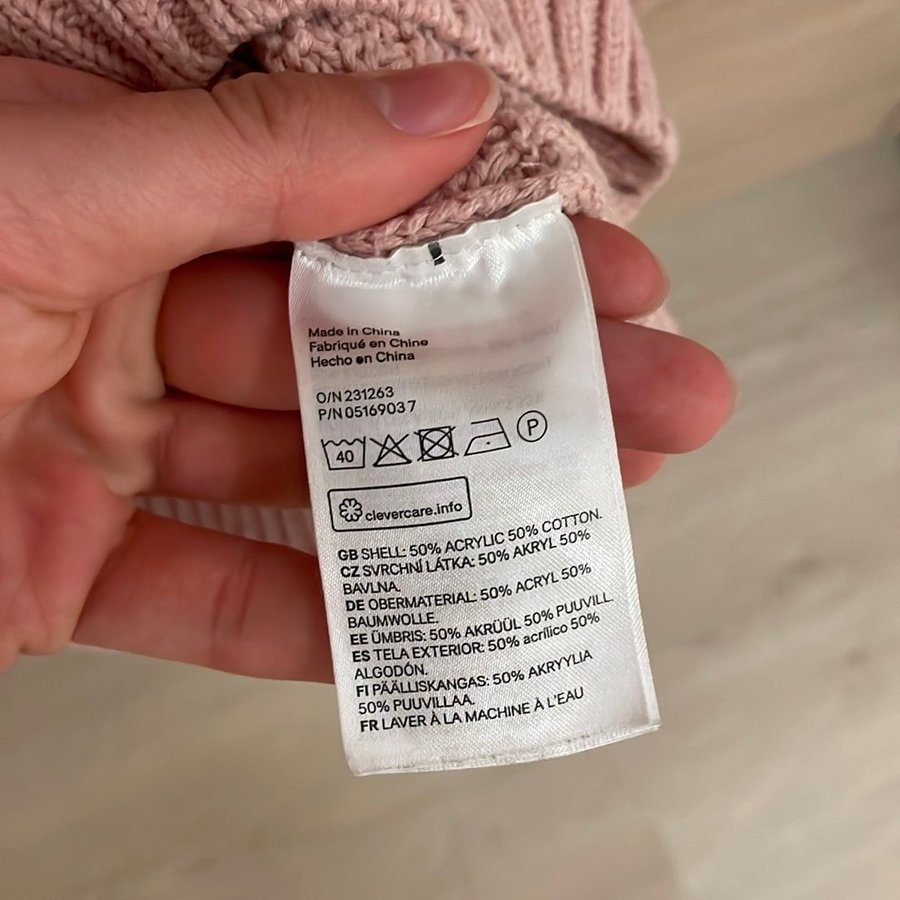 Made in China
Fabriqué en Chine
Hecho en China
O/N 231263
P/N 05169037
40 P
clevercare.info
GB SHELL: 50% ACRYLIC 50% COTTON.
CZ SVRCHNÍ LÁTKA: 50% AKRYL 50%
BAVLNA.
DE OBERMATERIAL: 50% ACRYL 50%
BAUMWOLLE.
EE ÜMBRIS: 50% AKRÜÜL 50% PUUVILL.
ES TELA EXTERIOR: 50% acrílico 50%
ALGODÓN.
FI PÄÄLLISKANGAS: 50% AKRYYLIA
50% PUUVILLAA.
FR LAVER À LA MACHINE À L'EAU